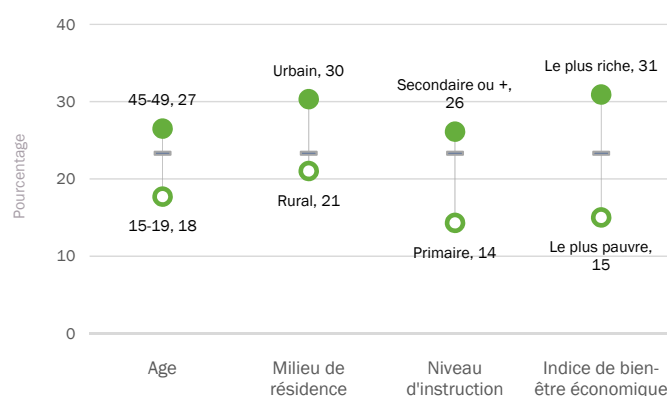 40
30
20
10
0
Pourcentage
45-49, 27
15-19, 18
Urbain, 30
Rural, 21
Secondaire ou +,
26
Primaire, 14
Le plus riche, 31
Le plus pauvre,
15
Age
Milieu de
résidence
Niveau
d'instruction
Indice de bien-
être économique